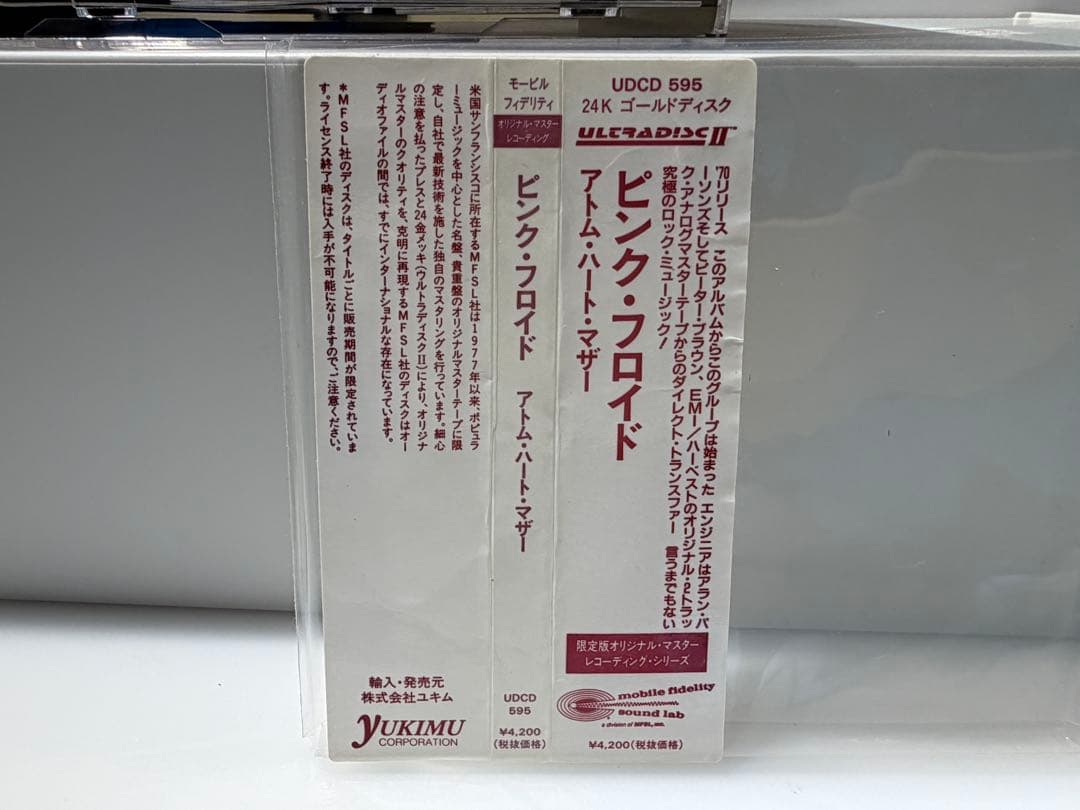 UDCD 595
24K ゴールドディスク
ULTRADISC II™
'70リリース このアルバムからこのグループは始まった エンジニアはアラン・パ
ーソンズそしてピーター・ブラウン、EMI/ハーベストのオリジナル・2トラッ
ク・アナログマスターテープからのダイレクト・トランスファー 言うまでもない
究極のロック・ミュージック!
ピンク・フロイド
アトム・ハート・マザー
限定版オリジナル・マスター
レコーディング・シリーズ
mobile fidelity
sound lab
a division of MFSL, inc.
¥4,200(税抜価格)
モービル
フィデリティ
オリジナル・マスター
レコーディング
ピンク・フロイド アトム・ハート・マザー
UDCD
595
¥4,200
(税抜価格)
米国サンフランシスコに所在するMFSL社は1977年以来、ポピュラ
ーミュージックを中心とした名盤、貴重盤のオリジナルマスターテープに限
定し、自社で最新技術を施した独自のマスタリングを行っています。細心
の注意を払ったプレスと24金メッキ(ウルトラディスクII)により、オリジナ
ルマスターのクオリティを、克明に再現するMFSL社のディスクはオー
ディオファイルの間では、すでにインターナショナルな存在になっています。
*MFSL社のディスクは、タイトルごとに販売期間が限定されていま
す。ライセンス終了時には入手が不可能になりますので、ご注意ください。
輸入・発売元
株式会社ユキム
YUKIMU
CORPORATION